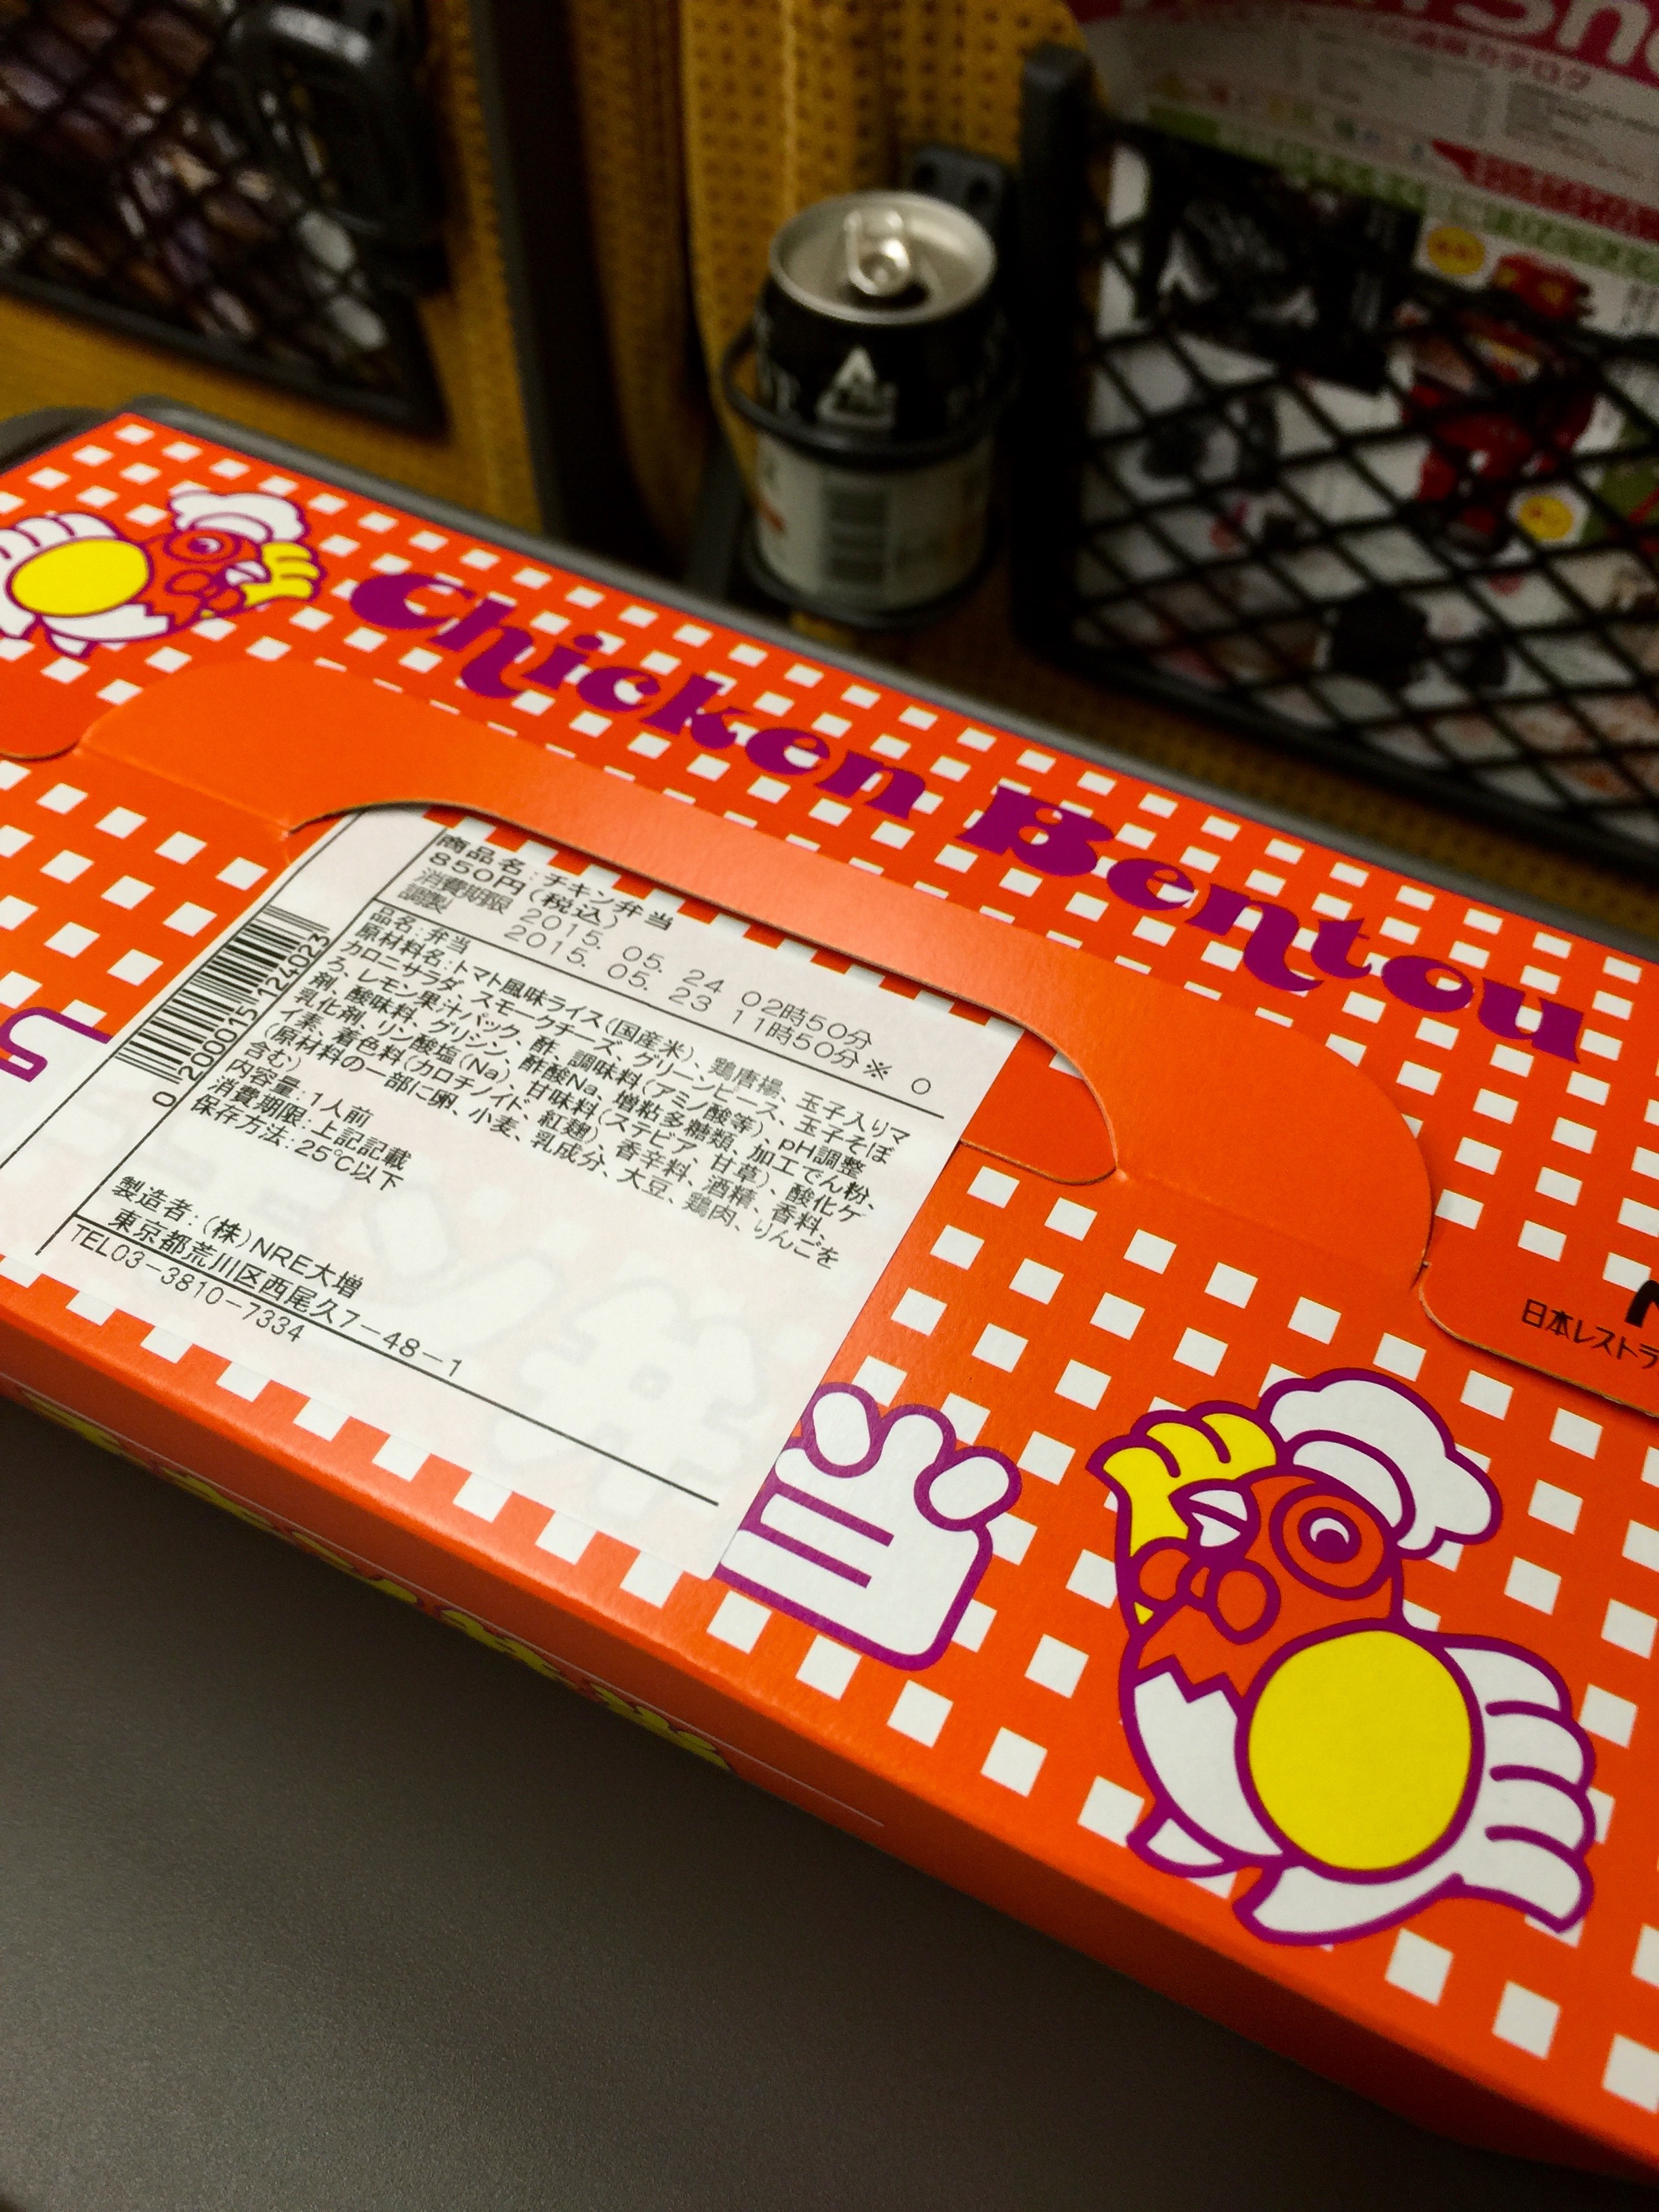 Chicken Bentou
商品名：チキン弁当
850円(税込)
消費期限 2015. 05. 24 02時50分
調製 2015. 05. 23 11時50分※ 0
品名：弁当
原材料名：トマト風味ライス(国産米)、鶏唐揚、玉子入りマ
カロニサラダ、スモークチーズ、グリーンピース、玉子そぼ
ろ、レモン果汁パック、酢、調味料(アミノ酸等)、pH調整
剤、酸味料、グリシン、酢酸Na、増粘多糖類、加工でん粉、
乳化剤、リン酸塩(Na)、甘味料(ステビア、甘草)、酸化ケ
イ素、着色料(カロチノイド、紅麹)、香辛料、酒精、香料、
(原材料の一部に卵、小麦、乳成分、大豆、鶏肉、りんごを
含む)
内容量：1人前
消費期限：上記記載
保存方法：25℃以下
製造者：(株)NRE大増
東京都荒川区西尾久7－48－1
TEL03－3810－7334
0 200015 124023
日本レストラ
当
カタログ